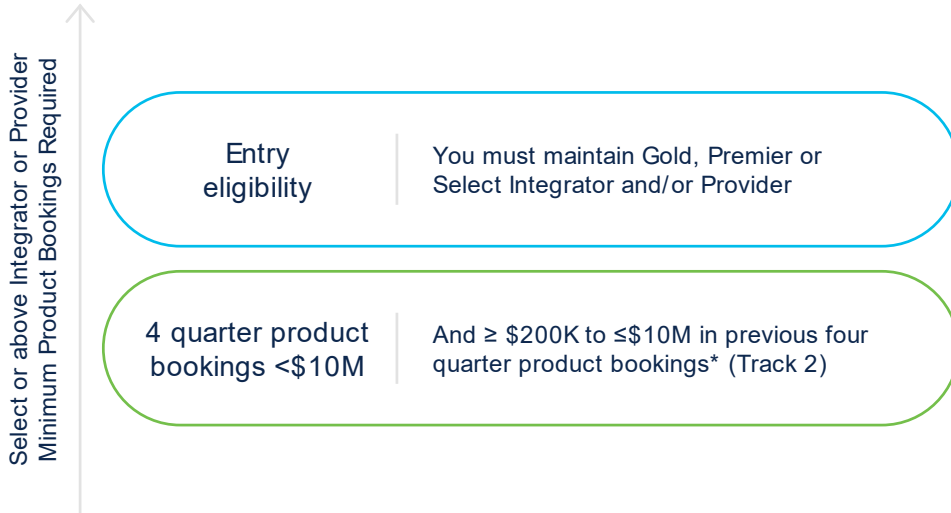 Select or above Integrator or Provider
Minimum Product Bookings Required
Entry
eligibility
You must maintain Gold, Premier or
Select Integrator and/or Provider
4 quarter product
bookings <$10M
And ≥ $200K to ≤$10M in previous four
quarter product bookings* (Track 2)